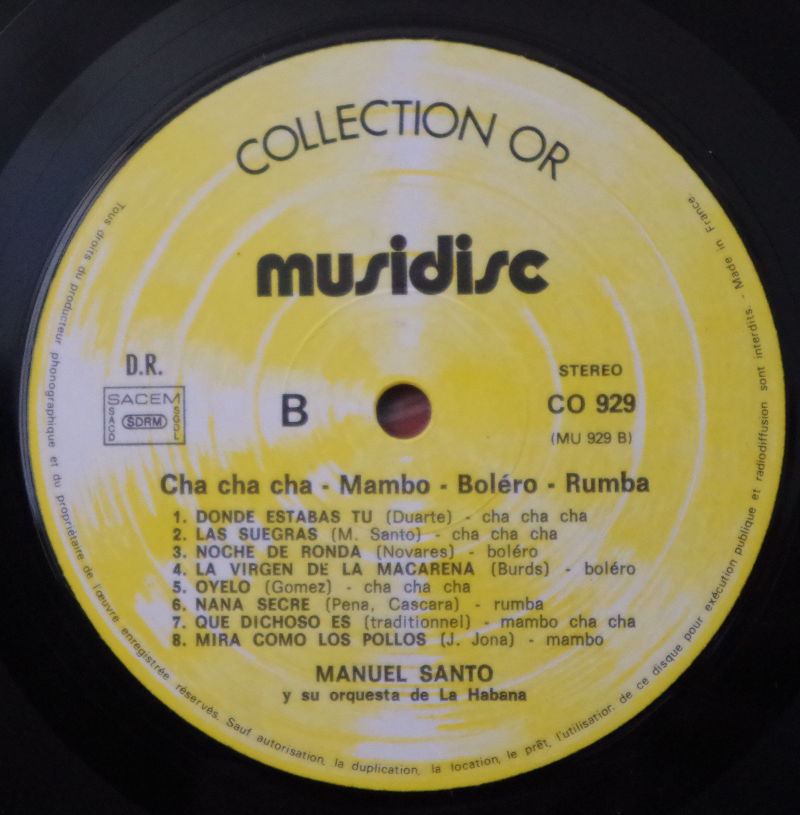 COLLECTION OR
musidisc
D.R.
SACEM
SACD
SDRM
SGDL
B
STEREO
CO 929
(MU 929 B)
Cha cha cha - Mambo - Boléro - Rumba
1. DONDE ESTABAS TU (Duarte) - cha cha cha
2. LAS SUEGRAS (M. Santo) - cha cha cha
3. NOCHE DE RONDA (Novares) - boléro
4. LA VIRGEN DE LA MACARENA (Burds) - boléro
5. OYELO (Gomez) - cha cha cha
6. NANA SECRE (Pena, Cascara) - rumba
7. QUE DICHOSO ES (traditionnel) - mambo cha cha
8. MIRA COMO LOS POLLOS (J. Jona) - mambo
MANUEL SANTO
y su orquesta de La Habana
Tous droits du producteur phonographique et du propriétaire de l'œuvre enregistrée réservés. Sauf autorisation, la duplication, la location, le prêt, l'utilisation, de ce disque pour exécution publique et radiodiffusion sont interdits. - Made in France.